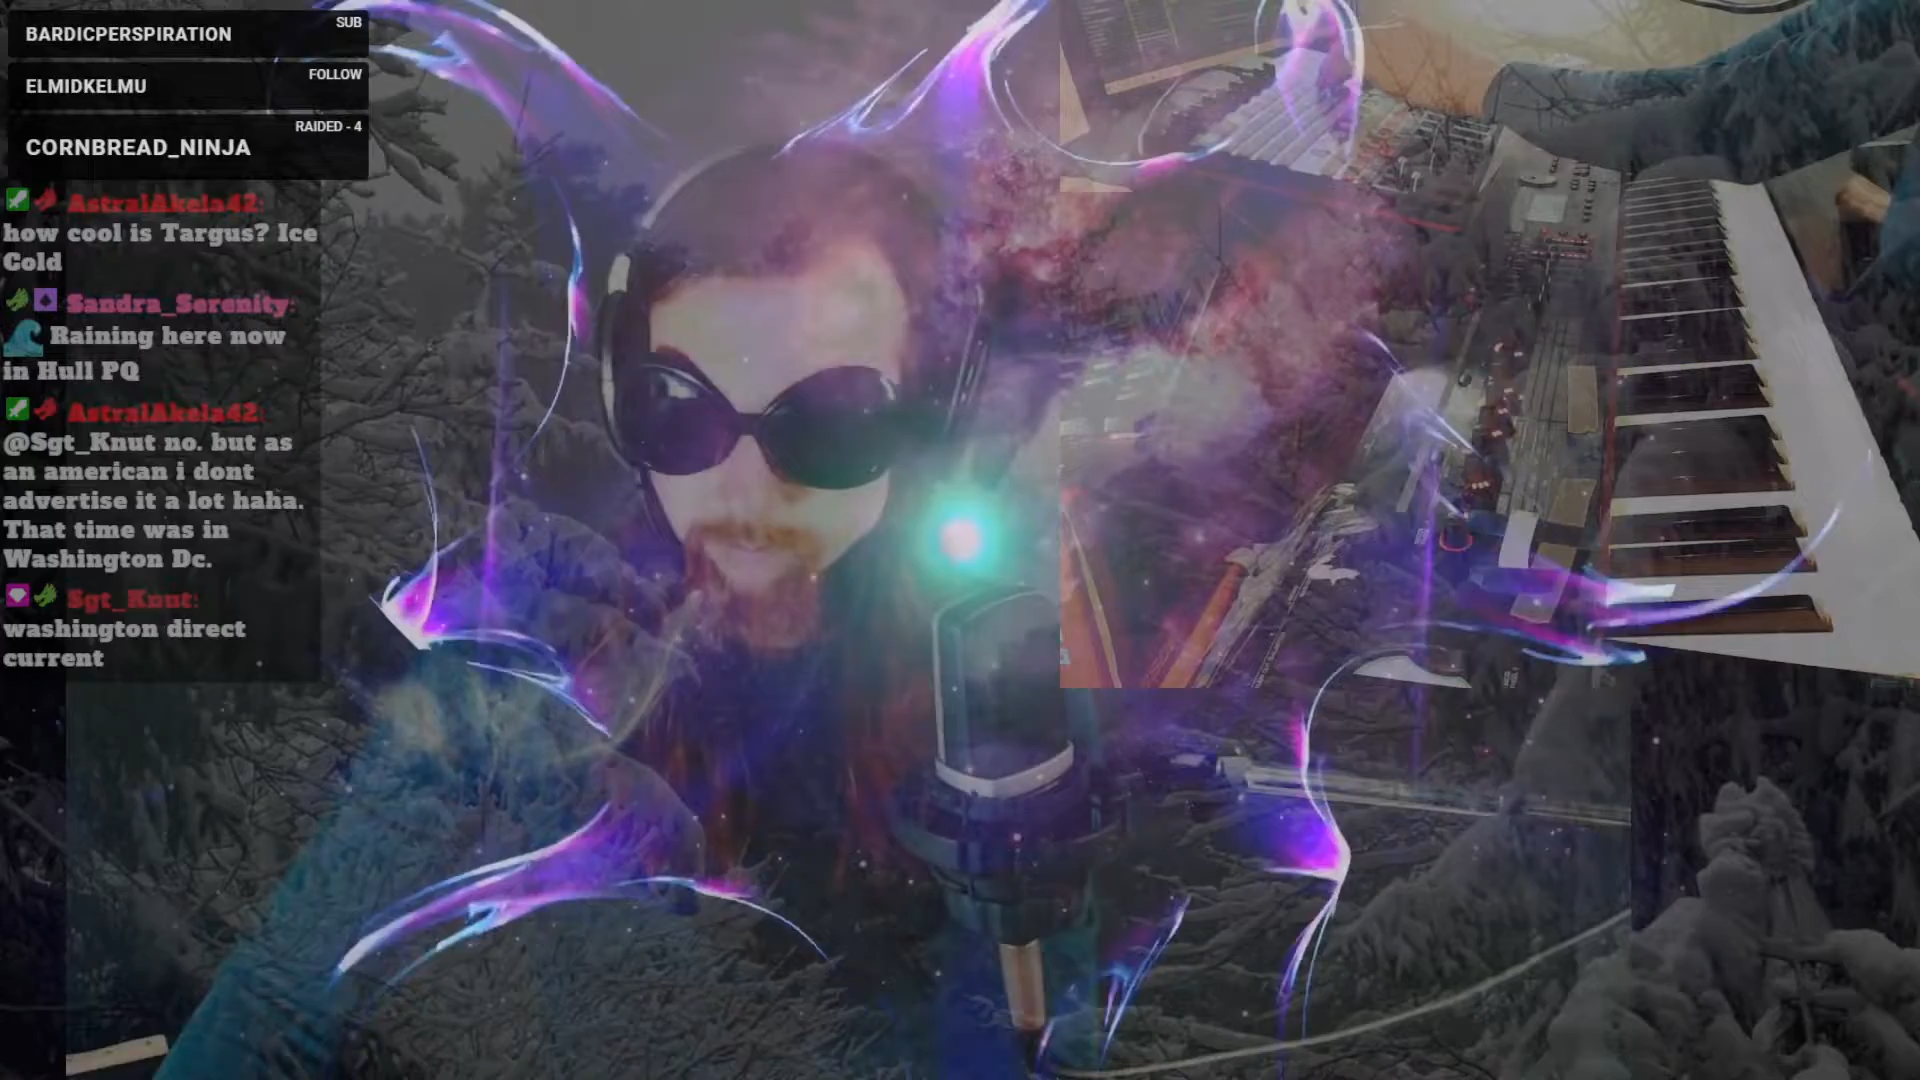 BARDICPERSPIRATION SUB
ELMIDKELMU FOLLOW
CORNBREAD_NINJA RAIDED - 4
AstralAkela42:
how cool is Targus? Ice
Cold
Sandra_Serenity:
Raining here now
in Hull PQ
AstralAkela42:
@Sgt_Knut no. but as
an american i dont
advertise it a lot haha.
That time was in
Washington Dc.
Sgt_Knut:
washington direct
current